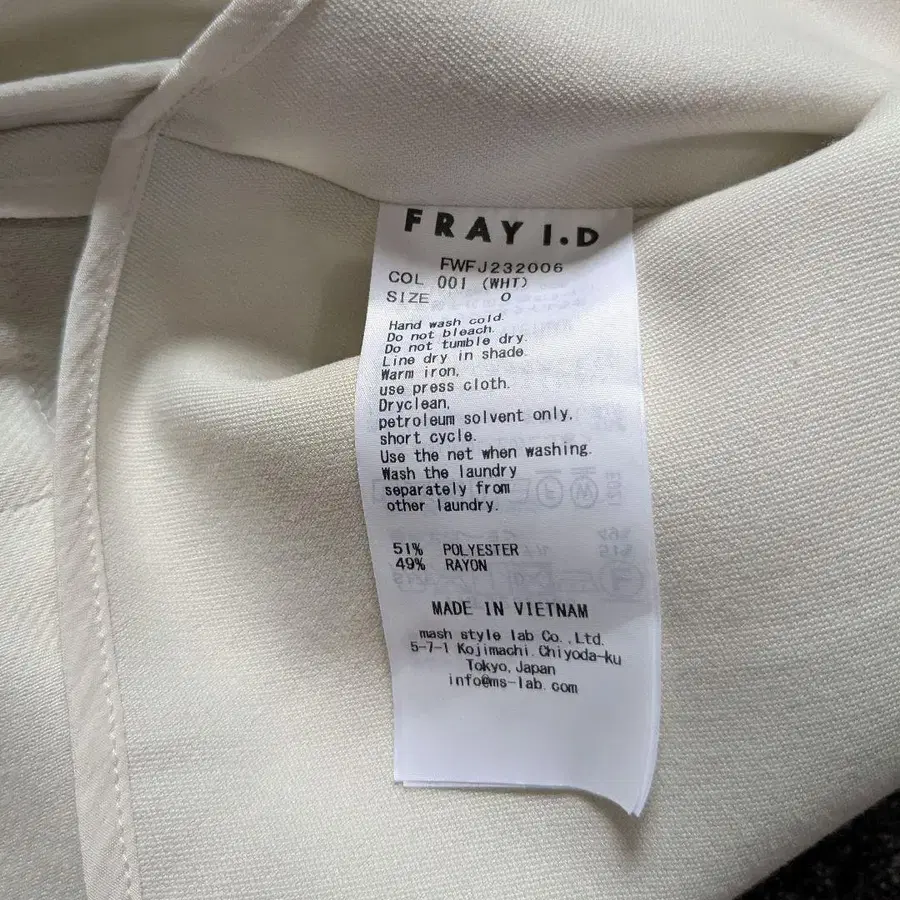 FRAY I.D
FWFJ232006
COL 001 (WHT)
SIZE 0
Hand wash cold.
Do not bleach.
Do not tumble dry.
Line dry in shade.
Warm iron,
use press cloth.
Dryclean,
petroleum solvent only,
short cycle.
Use the net when washing.
Wash the laundry
separately from
other laundry.
51% POLYESTER
49% RAYON
MADE IN VIETNAM
mash style lab Co.,Ltd.
5-7-1 Kojimachi.Chiyoda-ku
Tokyo,Japan
info@ms-lab.com